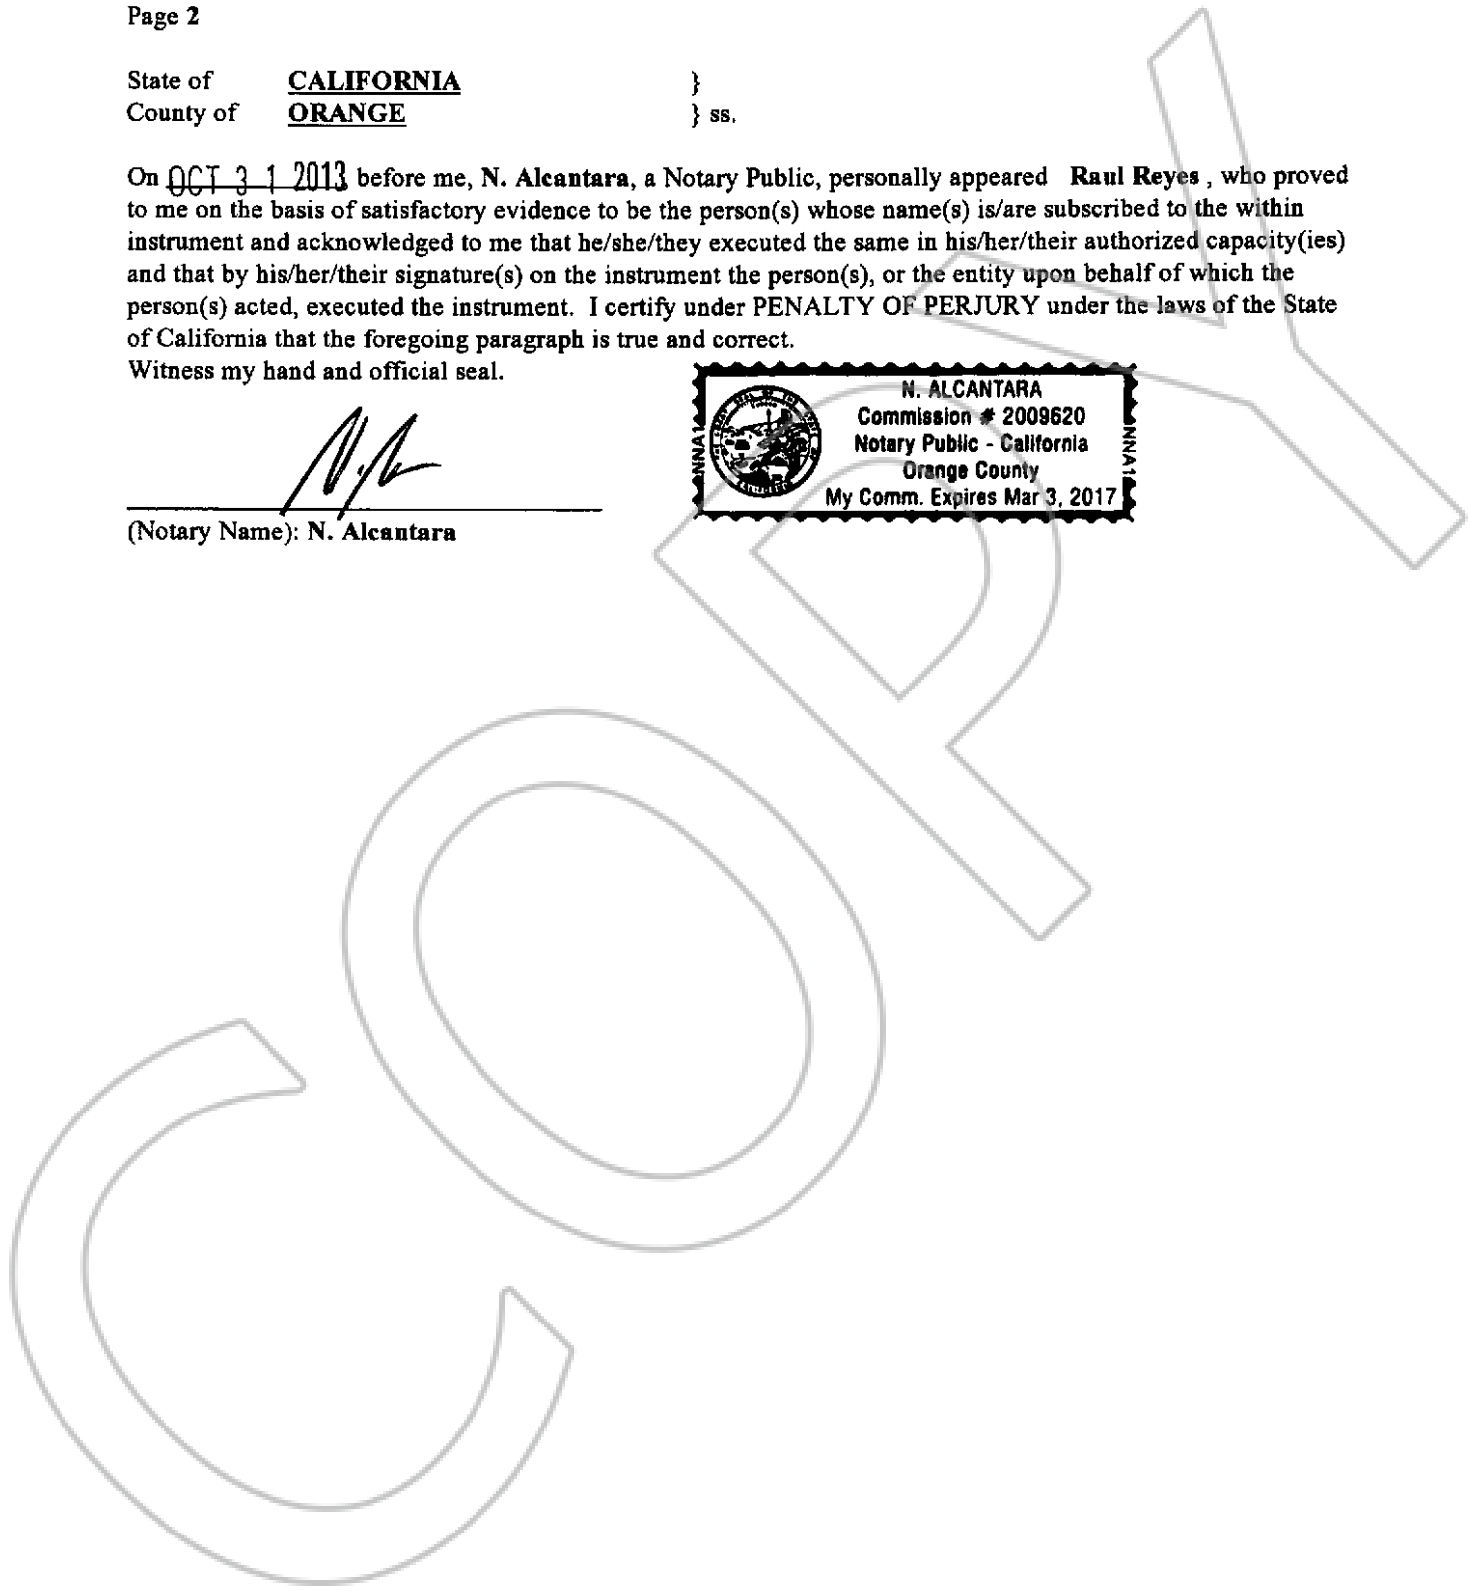 Page 2
State of CALIFORNIA }
County of ORANGE } ss.
On OCT 3 1 2013 before me, N. Alcantara, a Notary Public, personally appeared Raul Reyes , who proved
to me on the basis of satisfactory evidence to be the person(s) whose name(s) is/are subscribed to the within
instrument and acknowledged to me that he/she/they executed the same in his/her/their authorized capacity(ies)
and that by his/her/their signature(s) on the instrument the person(s), or the entity upon behalf of which the
person(s) acted, executed the instrument. I certify under PENALTY OF PERJURY under the laws of the State
of California that the foregoing paragraph is true and correct.
Witness my hand and official seal.
N. ALCANTARA
Commission # 2009620
Notary Public - California
Orange County
My Comm. Expires Mar 3, 2017
NNA1
NNA1
(Notary Name): N. Alcantara
COPY